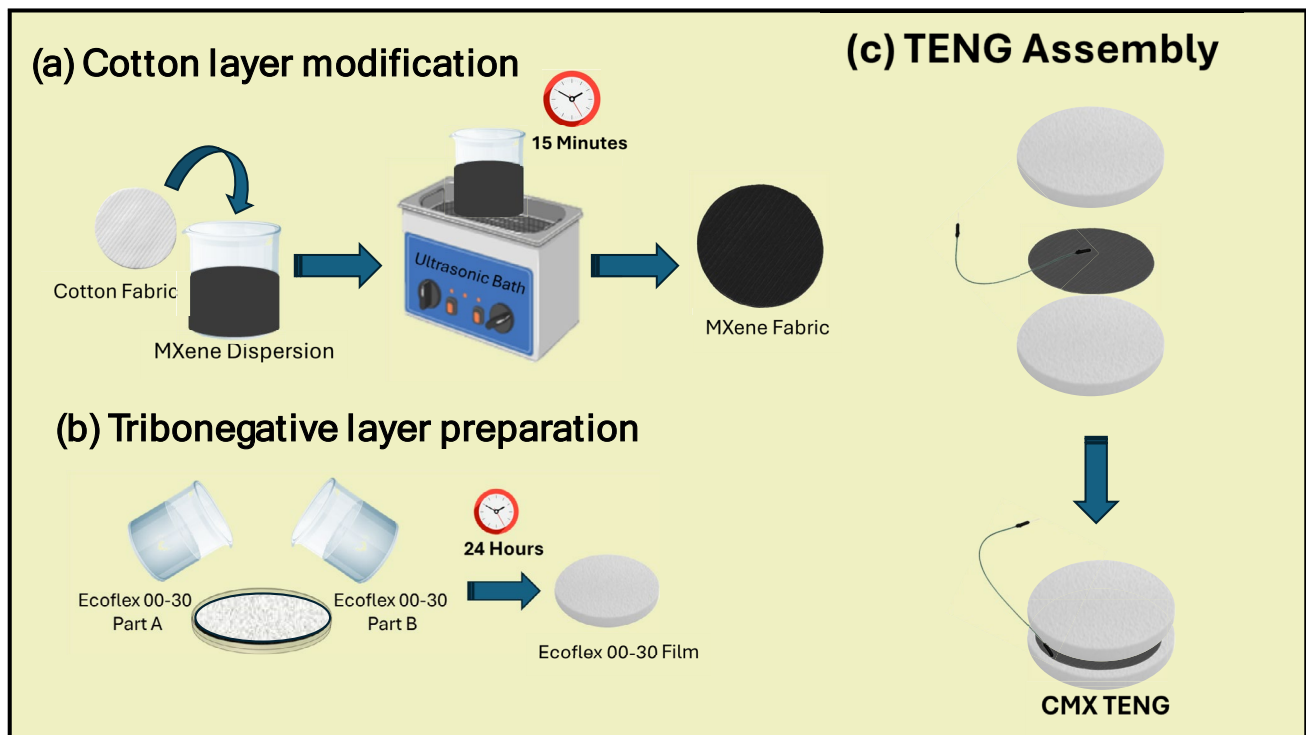 (a) Cotton layer modification
15 Minutes
Cotton Fabric
MXene Dispersion
Ultrasonic Bath
MXene Fabric
(b) Tribonegative layer preparation
Ecoflex 00-30
Part A
Ecoflex 00-30
Part B
24 Hours
Ecoflex 00-30 Film
(c) TENG Assembly
CMX TENG